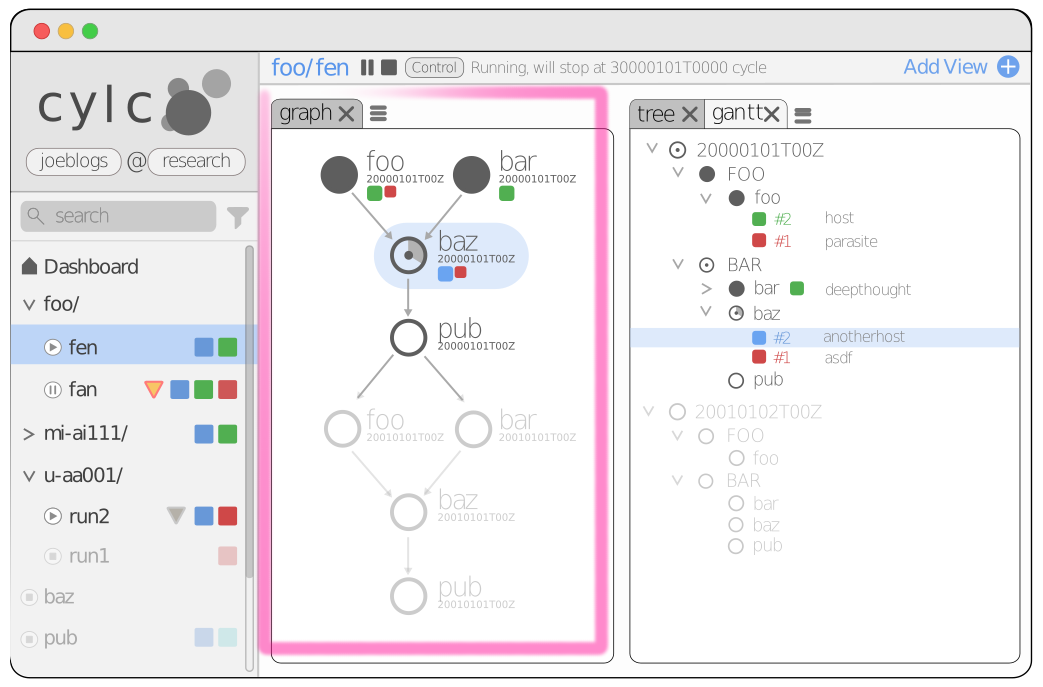 cylc
joeblogs @ research
search
Dashboard
foo/
fen
fan
mi-ai111/
u-aa001/
run2
run1
baz
pub
foo/fen Control Running, will stop at 30000101T0000 cycle Add View
graph
foo
20000101T00Z
bar
20000101T00Z
baz
20000101T00Z
pub
20000101T00Z
foo
20010101T00Z
bar
20010101T00Z
baz
20010101T00Z
pub
20010101T00Z
tree gantt
20000101T00Z
FOO
foo
#2 host
#1 parasite
BAR
bar deepthought
baz
#2 anotherhost
#1 asdf
pub
20010102T00Z
FOO
foo
BAR
bar
baz
pub